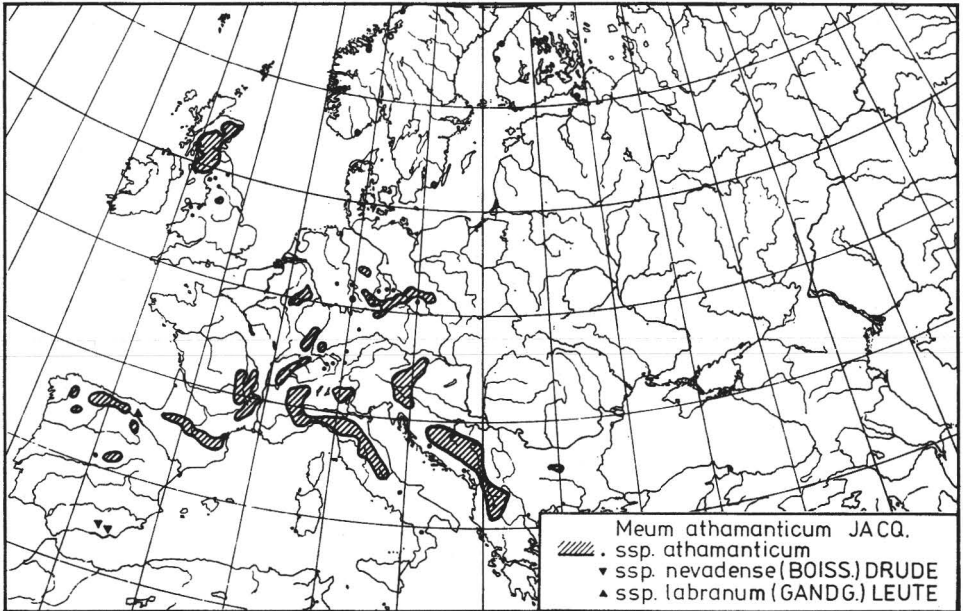 Meum athamanticum JACQ.
. ssp. athamanticum
▾ ssp. nevadense (BOISS.) DRUDE
▴ ssp. labranum (GANDG.) LEUTE